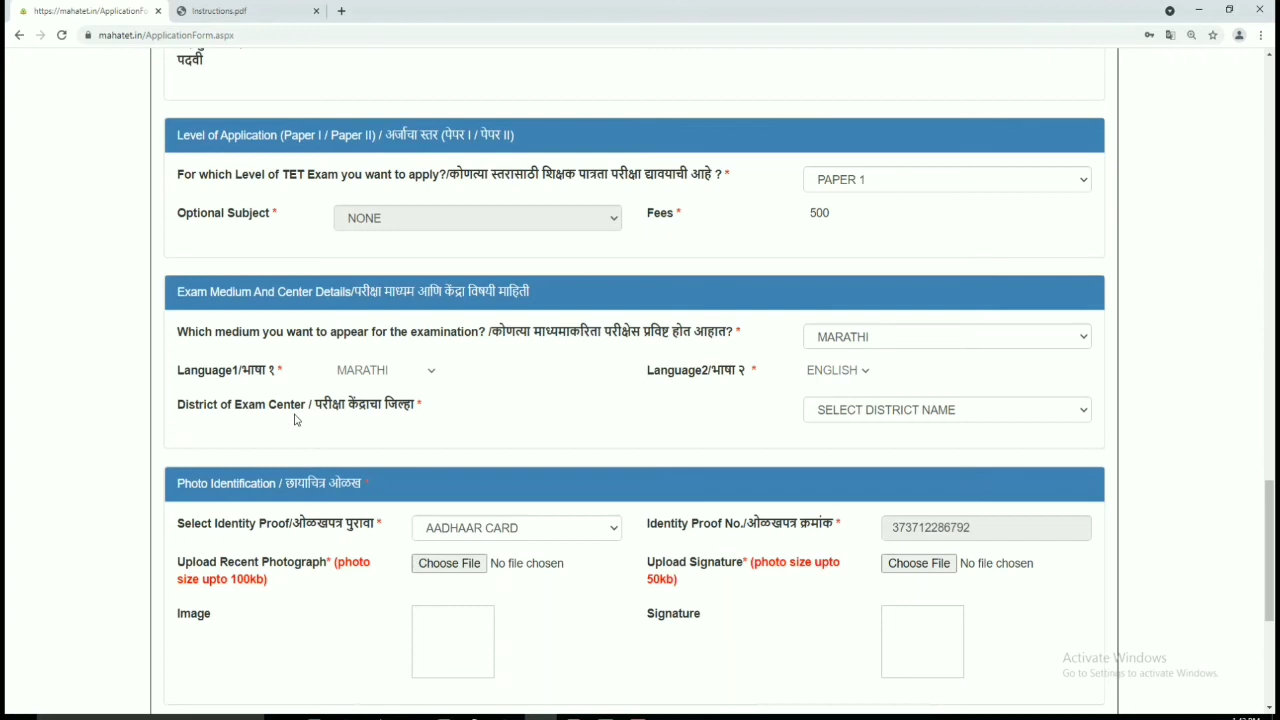 https://mahatet.in/ApplicationFo
Instructions.pdf
mahatet.in/ApplicationForm.aspx
पदवी
Level of Application (Paper I / Paper II) / अर्जाचा स्तर (पेपर I / पेपर II)
For which Level of TET Exam you want to apply?/कोणत्या स्तरासाठी शिक्षक पात्रता परीक्षा द्यावयाची आहे ? *
PAPER 1
Optional Subject *
NONE
Fees *
500
Exam Medium And Center Details/परीक्षा माध्यम आणि केंद्रा विषयी माहिती
Which medium you want to appear for the examination? /कोणत्या माध्यमाकरिता परीक्षेस प्रविष्ट होत आहात? *
MARATHI
Language1/भाषा १ *
MARATHI
Language2/भाषा २ *
ENGLISH
District of Exam Center / परीक्षा केंद्राचा जिल्हा *
SELECT DISTRICT NAME
Photo Identification / छायाचित्र ओळख *
Select Identity Proof/ओळखपत्र पुरावा *
AADHAAR CARD
Identity Proof No./ओळखपत्र क्रमांक *
373712286792
Upload Recent Photograph* (photo
size upto 100kb)
Choose File No file chosen
Upload Signature* (photo size upto
50kb)
Choose File No file chosen
Image
Signature
Activate Windows
Go to Settings to activate Windows.